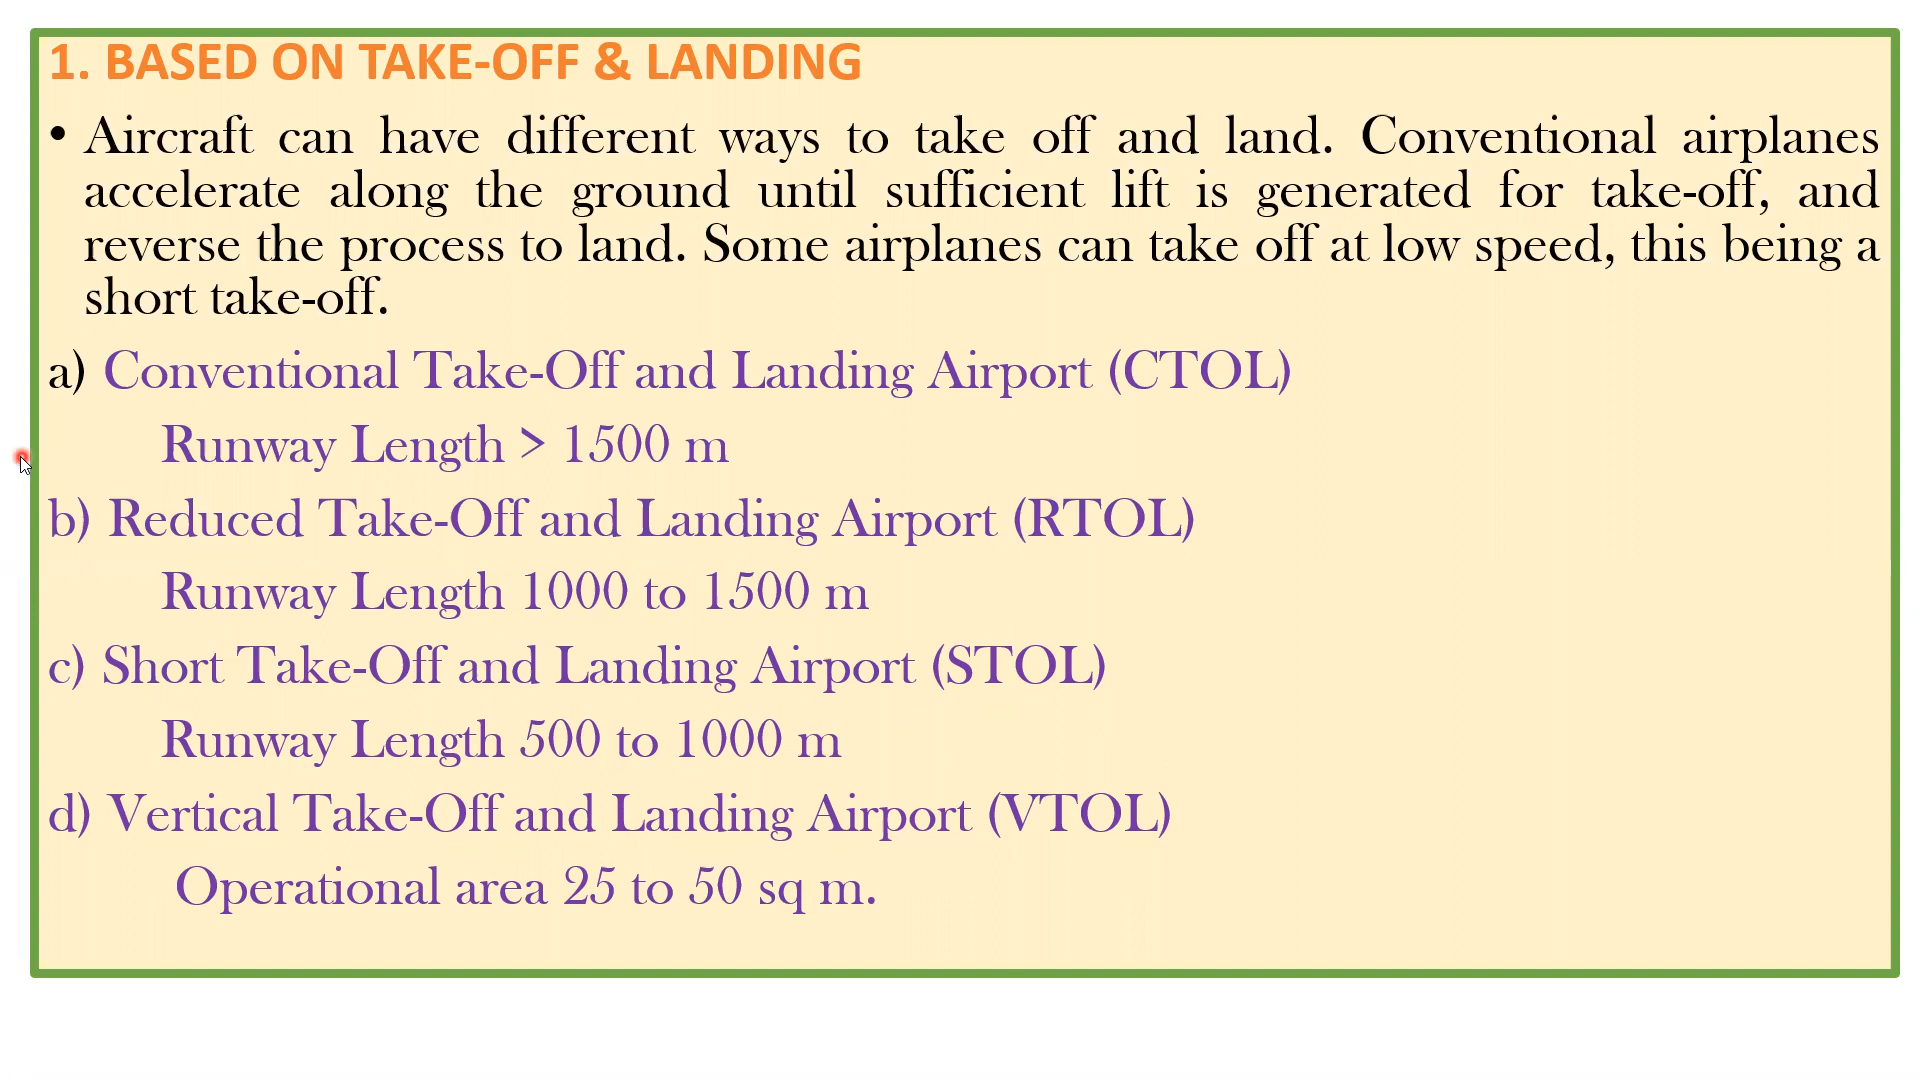 1. BASED ON TAKE-OFF & LANDING
• Aircraft can have different ways to take off and land. Conventional airplanes
accelerate along the ground until sufficient lift is generated for take-off, and
reverse the process to land. Some airplanes can take off at low speed, this being a
short take-off.
a) Conventional Take-Off and Landing Airport (CTOL)
Runway Length > 1500 m
b) Reduced Take-Off and Landing Airport (RTOL)
Runway Length 1000 to 1500 m
c) Short Take-Off and Landing Airport (STOL)
Runway Length 500 to 1000 m
d) Vertical Take-Off and Landing Airport (VTOL)
Operational area 25 to 50 sq m.